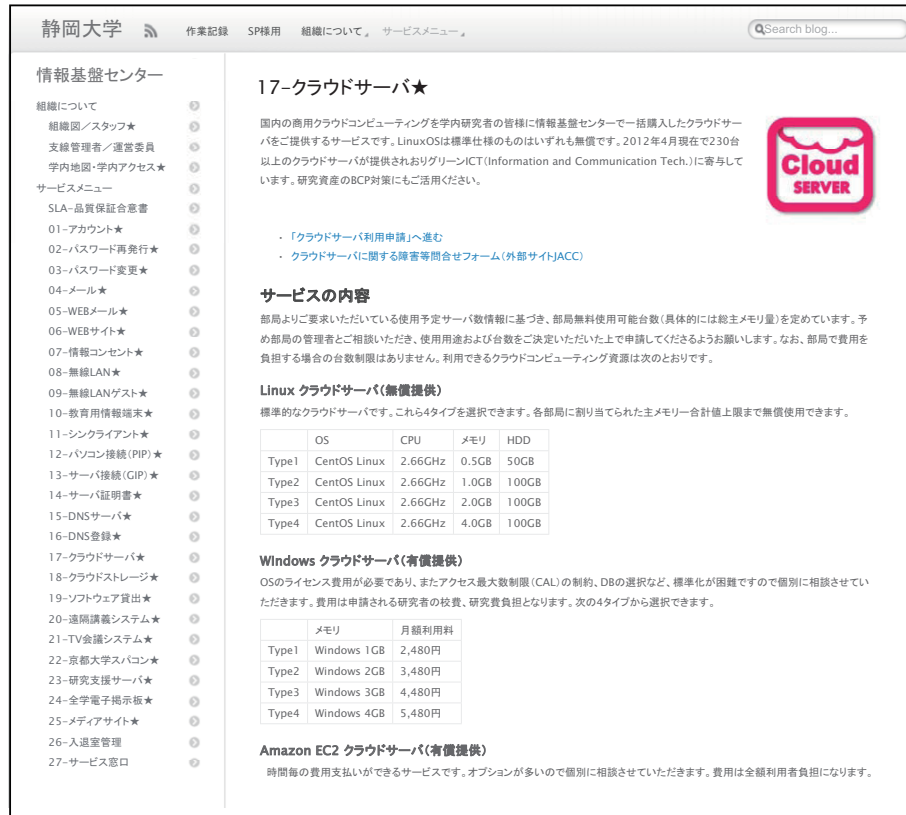 静岡大学 作業記録 SP様用 組織について サービスメニュー Search blog...
情報基盤センター
組織について
組織図／スタッフ★
支線管理者／運営委員
学内地図・学内アクセス★
サービスメニュー
SLA-品質保証合意書
01-アカウント★
02-パスワード再発行★
03-パスワード変更★
04-メール★
05-WEBメール★
06-WEBサイト★
07-情報コンセント★
08-無線LAN★
09-無線LANゲスト★
10-教育用情報端末★
11-シンクライアント★
12-パソコン接続(PIP)★
13-サーバ接続(GIP)★
14-サーバ証明書★
15-DNSサーバ★
16-DNS登録★
17-クラウドサーバ★
18-クラウドストレージ★
19-ソフトウェア貸出★
20-遠隔講義システム★
21-TV会議システム★
22-京都大学スパコン★
23-研究支援サーバ★
24-全学電子掲示板★
25-メディアサイト★
26-入退室管理
27-サービス窓口
17-クラウドサーバ★
国内の商用クラウドコンピューティングを学内研究者の皆様に情報基盤センターで一括購入したクラウドサー
バをご提供するサービスです。LinuxOSは標準仕様のものはいずれも無償です。2012年4月現在で230台
以上のクラウドサーバが提供されおりグリーンICT(Information and Communication Tech.)に寄与して
います。研究資産のBCP対策にもご活用ください。
Cloud
SERVER
・ 「クラウドサーバ利用申請」へ進む
・ クラウドサーバに関する障害等問合せフォーム(外部サイトJACC)
サービスの内容
部局よりご要求いただいている使用予定サーバ数情報に基づき、部局無料使用可能台数(具体的には総主メモリ量)を定めています。予
め部局の管理者とご相談いただき、使用用途および台数をご決定いただいた上で申請してくださるようお願いします。なお、部局で費用を
負担する場合の台数制限はありません。利用できるクラウドコンピューティング資源は次のとおりです。
Linux クラウドサーバ(無償提供)
標準的なクラウドサーバです。これら4タイプを選択できます。各部局に割り当てられた主メモリー合計値上限まで無償使用できます。
OS CPU メモリ HDD
Type1 CentOS Linux 2.66GHz 0.5GB 50GB
Type2 CentOS Linux 2.66GHz 1.0GB 100GB
Type3 CentOS Linux 2.66GHz 2.0GB 100GB
Type4 CentOS Linux 2.66GHz 4.0GB 100GB
Windows クラウドサーバ(有償提供)
OSのライセンス費用が必要であり、またアクセス最大数制限(CAL)の制約、DBの選択など、標準化が困難ですので個別に相談させてい
ただきます。費用は申請される研究者の校費、研究費負担となります。次の4タイプから選択できます。
メモリ 月額利用料
Type1 Windows 1GB 2,480円
Type2 Windows 2GB 3,480円
Type3 Windows 3GB 4,480円
Type4 Windows 4GB 5,480円
Amazon EC2 クラウドサーバ(有償提供)
時間毎の費用支払いができるサービスです。オプションが多いので個別に相談させていただきます。費用は全額利用者負担になります。